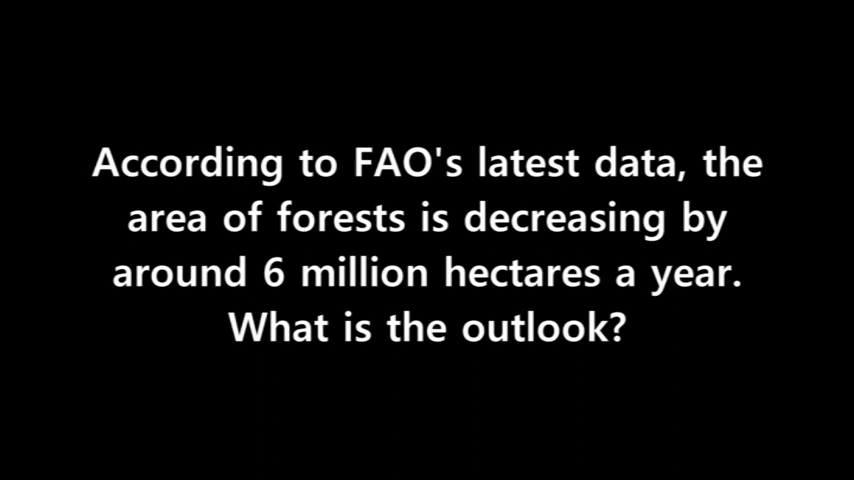 According to FAO's latest data, the
area of forests is decreasing by
around 6 million hectares a year.
What is the outlook?